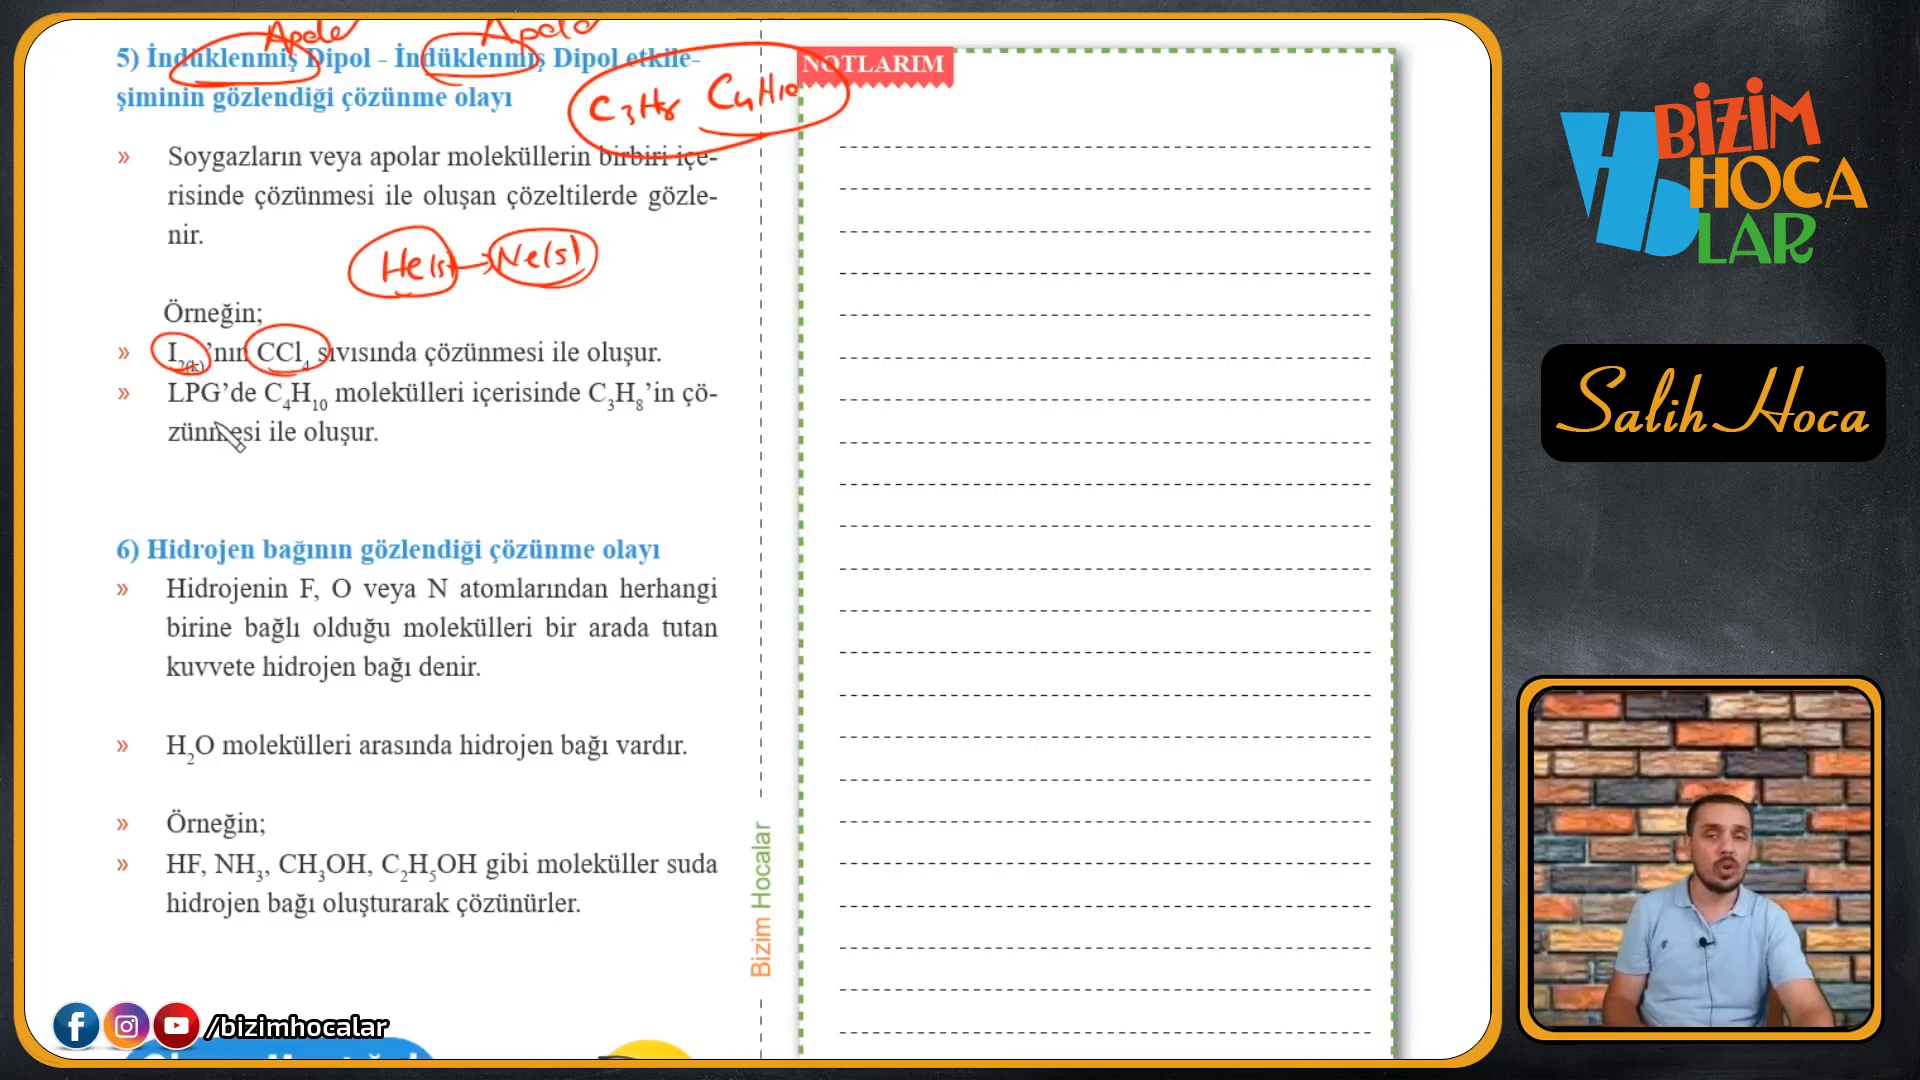 Apolar Apolar
5) İndüklenmiş Dipol - İndüklenmiş Dipol etkile-
şiminin gözlendiği çözünme olayı
C3H8 C4H10
» Soygazların veya apolar moleküllerin birbiri içe-
risinde çözünmesi ile oluşan çözeltilerde gözle-
nir.
He(s) → Ne(s)
Örneğin;
» I2(k)'nın CCl4 sıvısında çözünmesi ile oluşur.
» LPG'de C4H10 molekülleri içerisinde C3H8'in çö-
zünmesi ile oluşur.
6) Hidrojen bağının gözlendiği çözünme olayı
» Hidrojenin F, O veya N atomlarından herhangi
birine bağlı olduğu molekülleri bir arada tutan
kuvvete hidrojen bağı denir.
» H2O molekülleri arasında hidrojen bağı vardır.
» Örneğin;
» HF, NH3, CH3OH, C2H5OH gibi moleküller suda
hidrojen bağı oluşturarak çözünürler.
Bizim Hocalar
/bizimhocalar
NOTLARIM
BİZİM
HOCA
LAR
Salih Hoca